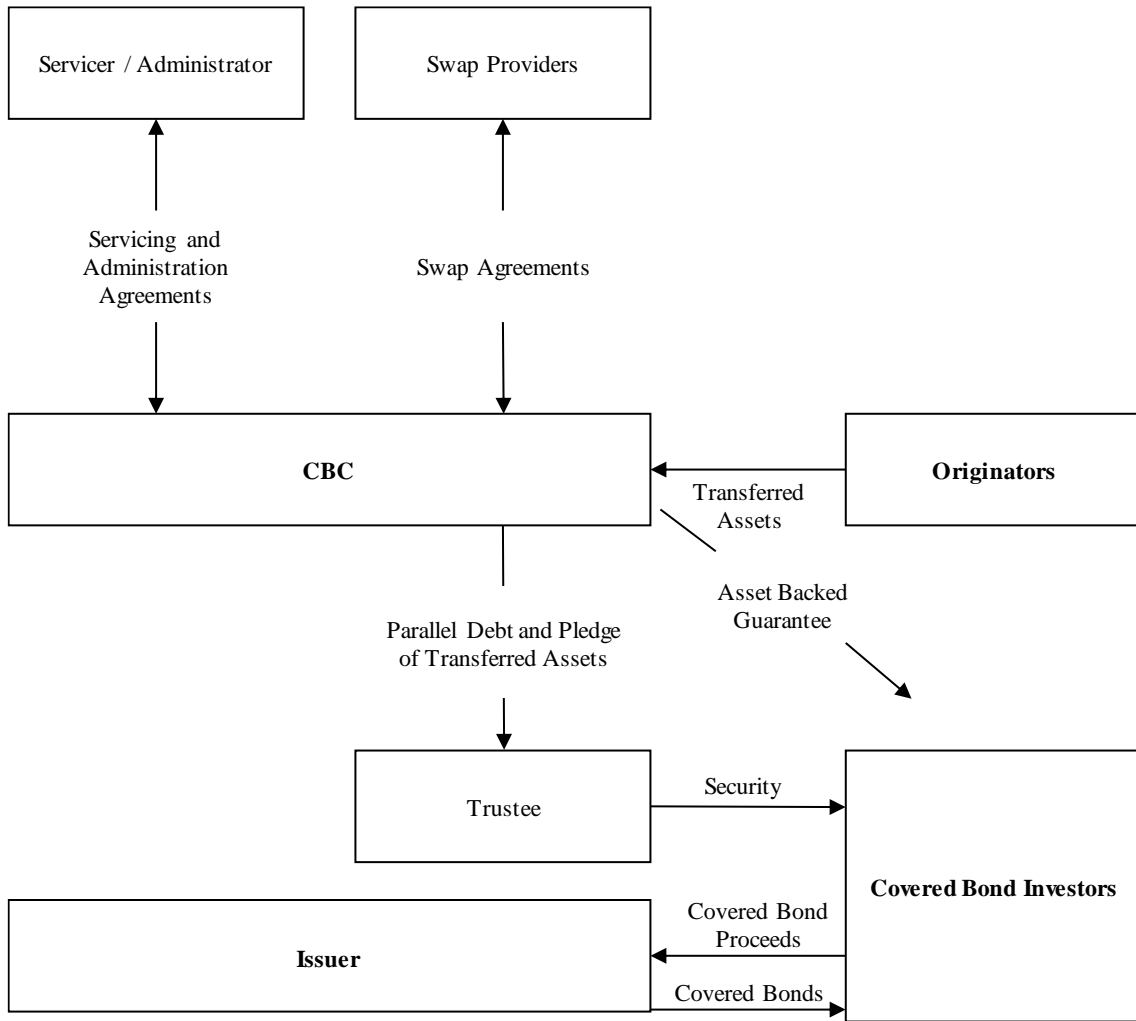 Servicer / Administrator
Swap Providers
Servicing and
Administration
Agreements
Swap Agreements
CBC
Originators
Transferred
Assets
Asset Backed
Guarantee
Parallel Debt and Pledge
of Transferred Assets
Trustee
Security
Covered Bond Investors
Covered Bond
Proceeds
Issuer
Covered Bonds